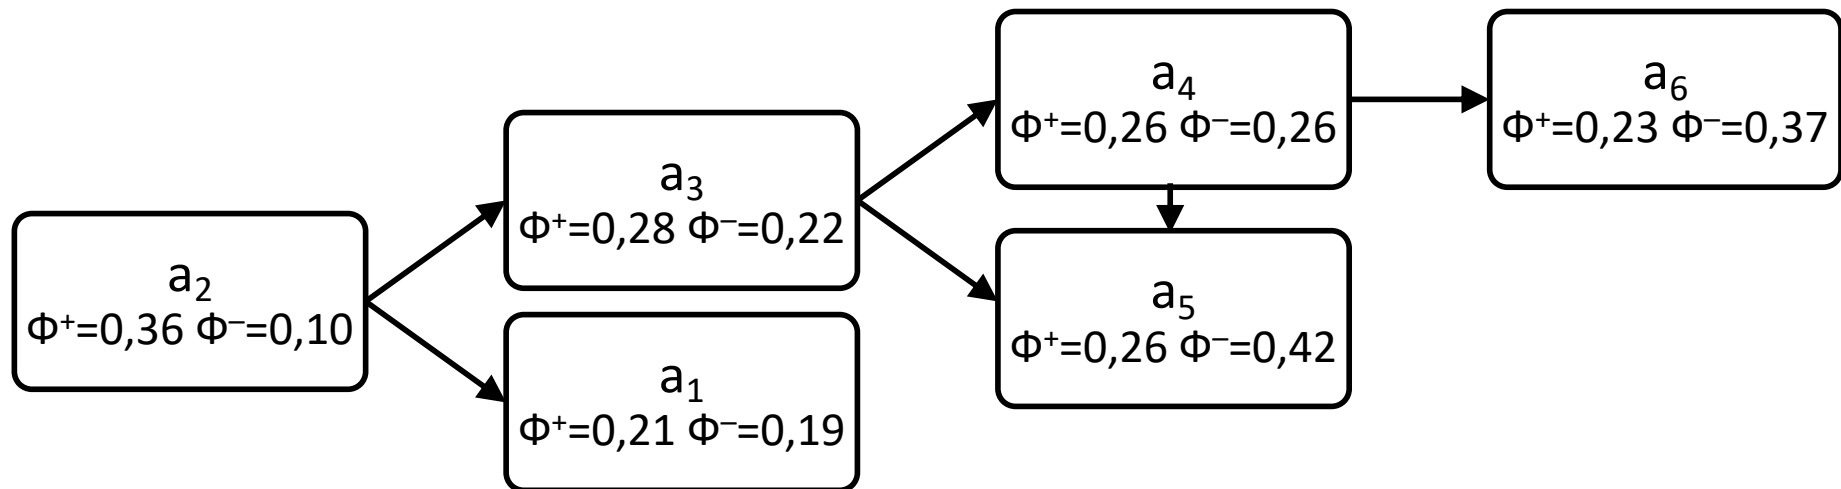 a₂
Φ⁺=0,36 Φ⁻=0,10
a₃
Φ⁺=0,28 Φ⁻=0,22
a₁
Φ⁺=0,21 Φ⁻=0,19
a₄
Φ⁺=0,26 Φ⁻=0,26
a₅
Φ⁺=0,26 Φ⁻=0,42
a₆
Φ⁺=0,23 Φ⁻=0,37